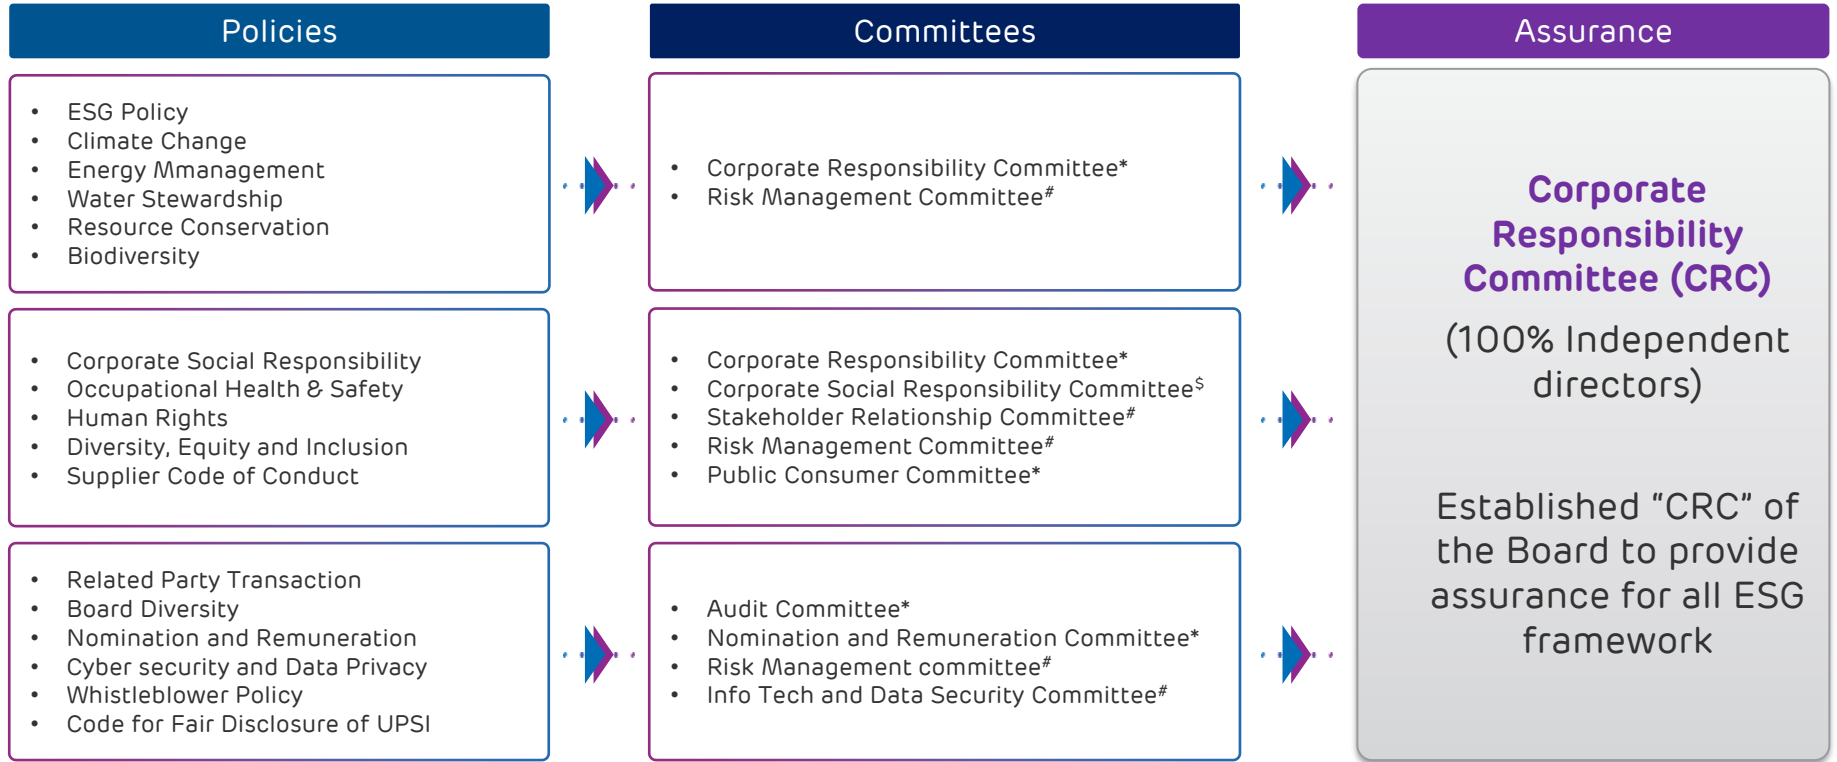 Policies
Committees
Assurance
• ESG Policy
• Climate Change
• Energy Mmanagement
• Water Stewardship
• Resource Conservation
• Biodiversity
• Corporate Responsibility Committee*
• Risk Management Committee#
• Corporate Social Responsibility
• Occupational Health & Safety
• Human Rights
• Diversity, Equity and Inclusion
• Supplier Code of Conduct
• Corporate Responsibility Committee*
• Corporate Social Responsibility Committee$
• Stakeholder Relationship Committee#
• Risk Management Committee#
• Public Consumer Committee*
• Related Party Transaction
• Board Diversity
• Nomination and Remuneration
• Cyber security and Data Privacy
• Whistleblower Policy
• Code for Fair Disclosure of UPSI
• Audit Committee*
• Nomination and Remuneration Committee*
• Risk Management committee#
• Info Tech and Data Security Committee#
Corporate
Responsibility
Committee (CRC)
(100% Independent
directors)
Established “CRC” of
the Board to provide
assurance for all ESG
framework